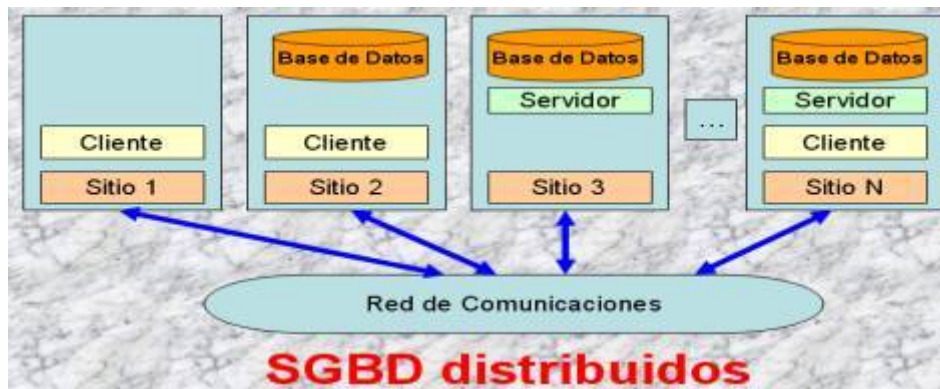 Base de Datos
Cliente
Sitio 1
Cliente
Sitio 2
Base de Datos
Servidor
Sitio 3
...
Base de Datos
Servidor
Cliente
Sitio N
Red de Comunicaciones
SGBD distribuidos